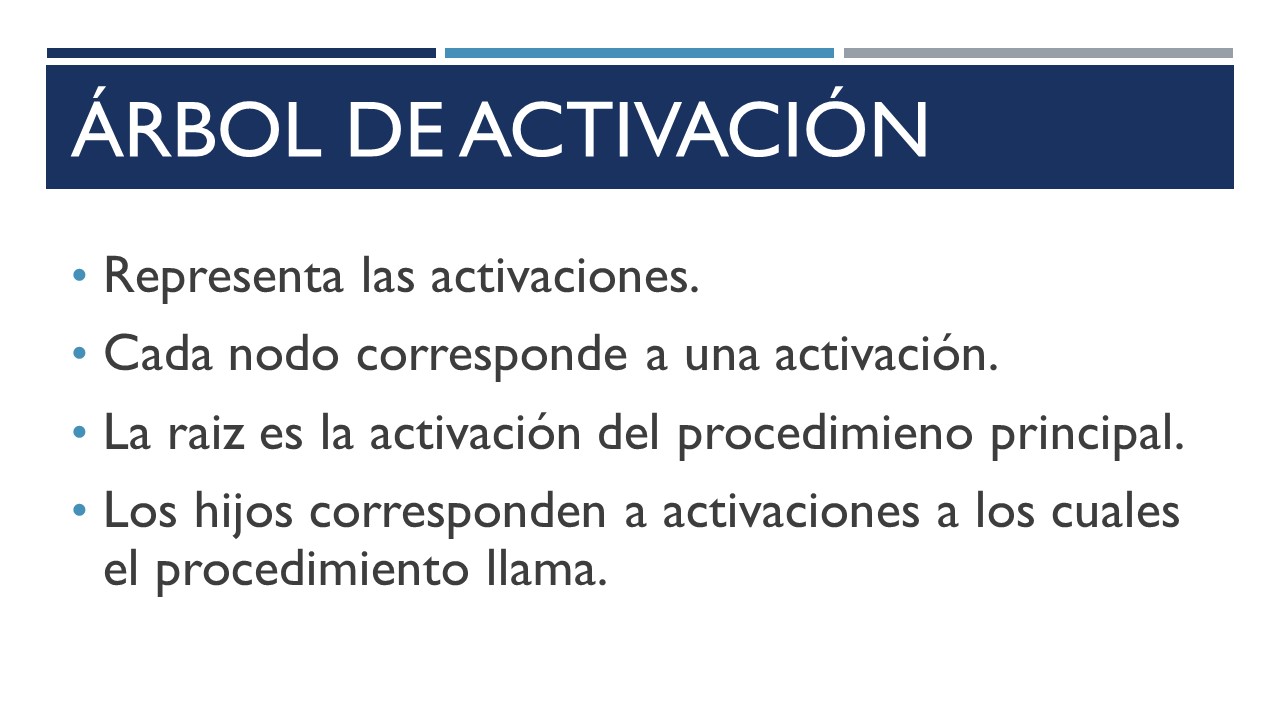 ÁRBOL DE ACTIVACIÓN
• Representa las activaciones.
• Cada nodo corresponde a una activación.
• La raiz es la activación del procedimieno principal.
• Los hijos corresponden a activaciones a los cuales
el procedimiento llama.